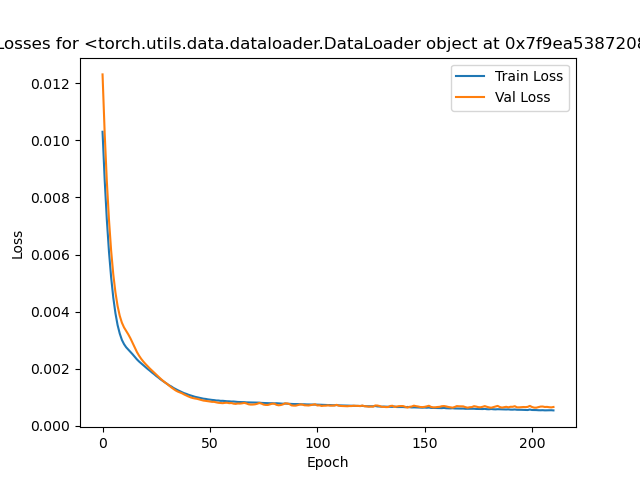 Losses for <torch.utils.data.dataloader.DataLoader object at 0x7f9ea5387208
Train Loss
Val Loss
0.012
0.010
0.008
0.006
0.004
0.002
0.000
Loss
0
50
100
150
200
Epoch